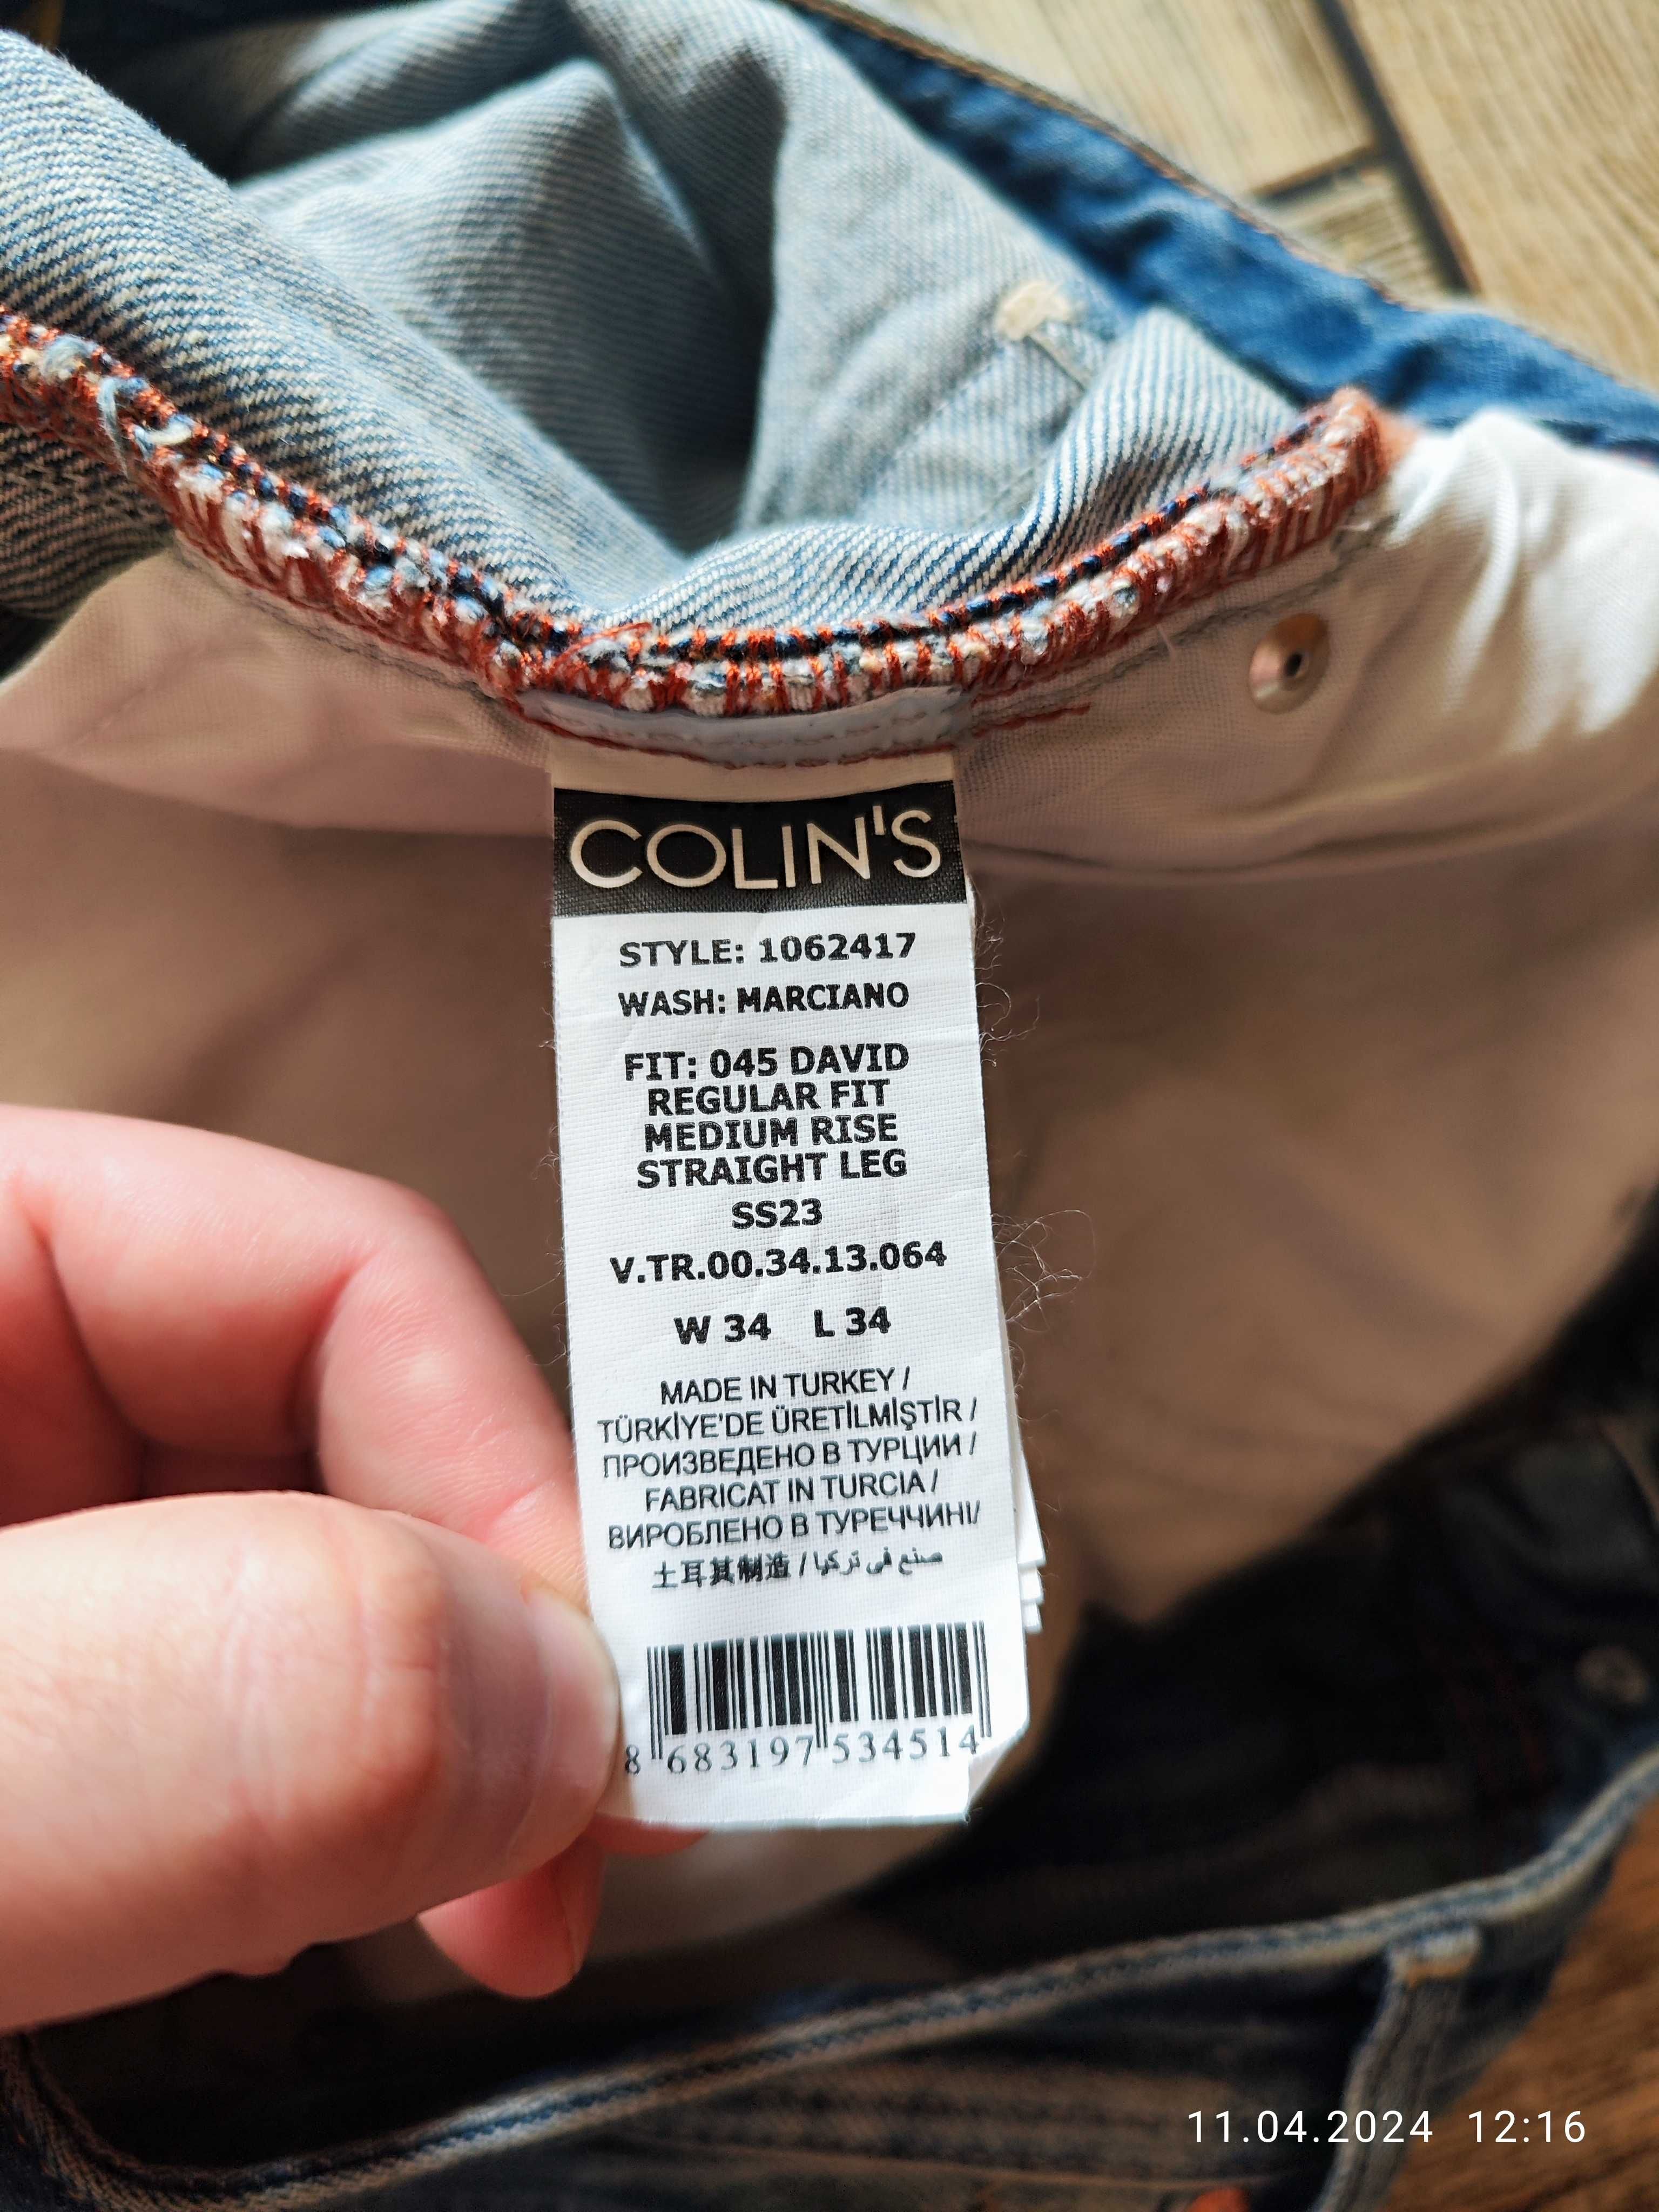 COLIN'S
STYLE: 1062417
WASH: MARCIANO
FIT: 045 DAVID
REGULAR FIT
MEDIUM RISE
STRAIGHT LEG
SS23
V.TR.00.34.13.064
W 34 L 34
MADE IN TURKEY /
TÜRKİYE'DE ÜRETİLMİŞTİR /
ПРОИЗВЕДЕНО В ТУРЦИИ /
FABRICAT IN TURCIA /
ВИРОБЛЕНО В ТУРЕЧЧИНІ/
土耳其制造 / صنع في تركيا
8 683197 534514
11.04.2024 12:16